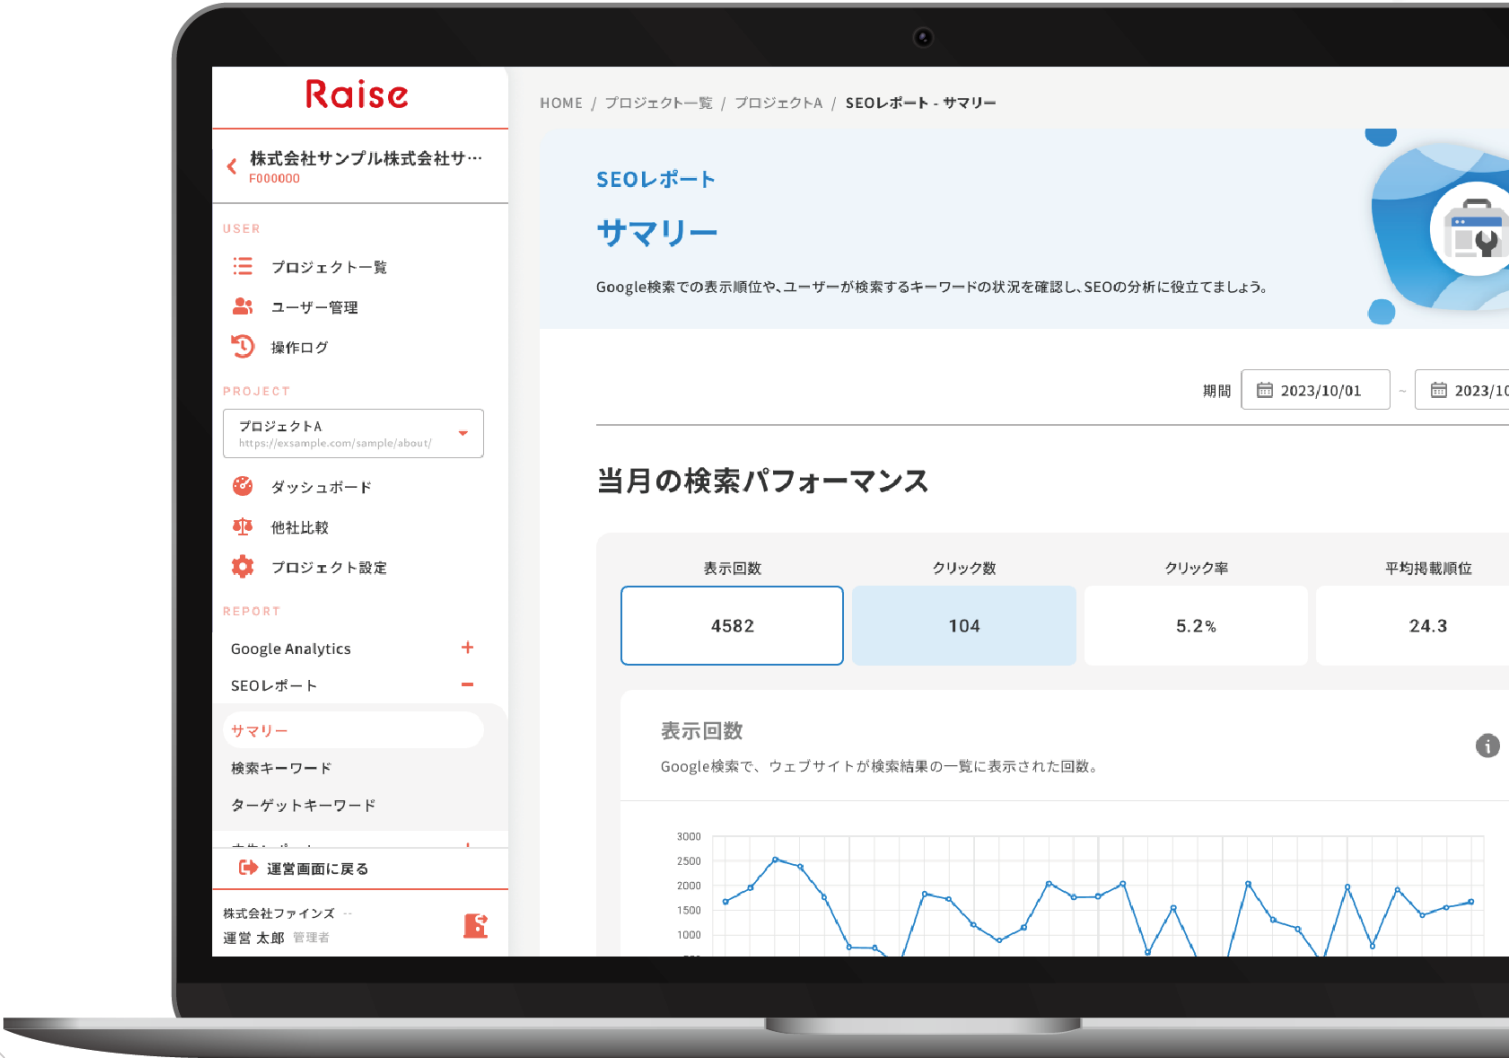 Raise
株式会社サンプル株式会社サ…
F000000
USER
プロジェクト一覧
ユーザー管理
操作ログ
PROJECT
プロジェクトA
https://exsample.com/sample/about/
ダッシュボード
他社比較
プロジェクト設定
REPORT
Google Analytics
SEOレポート
サマリー
検索キーワード
ターゲットキーワード
運営画面に戻る
株式会社ファインズ --
運営 太郎 管理者
HOME / プロジェクト一覧 / プロジェクトA / SEOレポート - サマリー
SEOレポート
サマリー
Google検索での表示順位や、ユーザーが検索するキーワードの状況を確認し、SEOの分析に役立てましょう。
期間 2023/10/01 ~ 2023/10
当月の検索パフォーマンス
表示回数 クリック数 クリック率 平均掲載順位
4582 104 5.2% 24.3
表示回数
Google検索で、ウェブサイトが検索結果の一覧に表示された回数。
3000
2500
2000
1500
1000